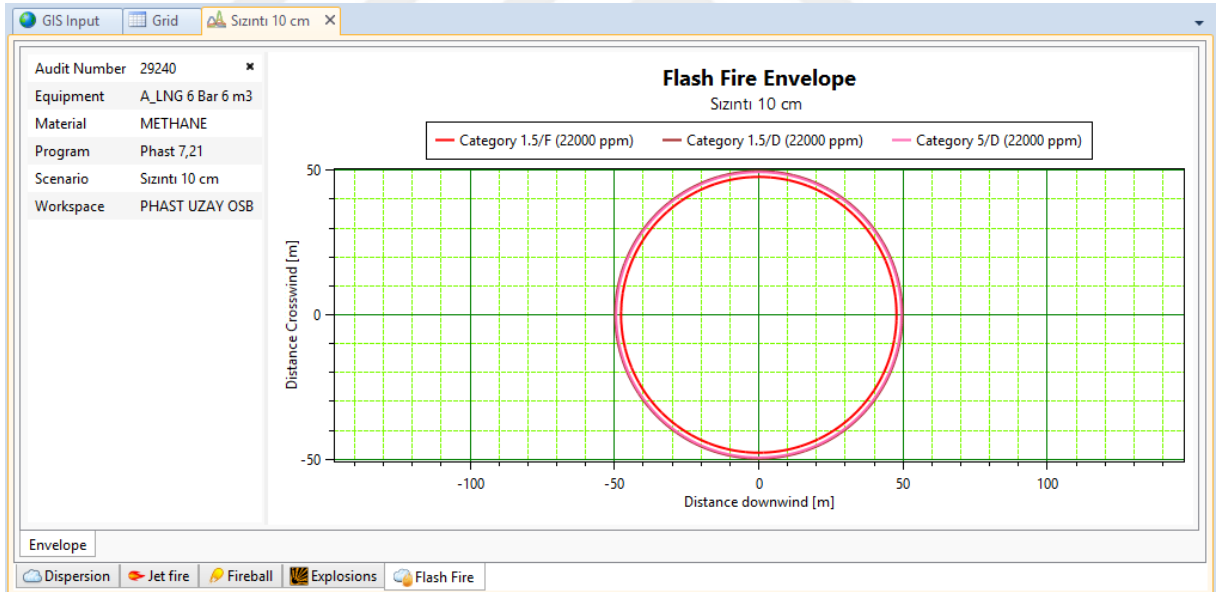 GIS Input Grid Sızıntı 10 cm
Audit Number 29240
Equipment A_LNG 6 Bar 6 m3
Material METHANE
Program Phast 7,21
Scenario Sızıntı 10 cm
Workspace PHAST UZAY OSB
Flash Fire Envelope
Sızıntı 10 cm
Category 1.5/F (22000 ppm) Category 1.5/D (22000 ppm) Category 5/D (22000 ppm)
Distance Crosswind [m]
50
0
-50
-100 -50 0 50 100
Distance downwind [m]
Envelope
Dispersion Jet fire Fireball Explosions Flash Fire